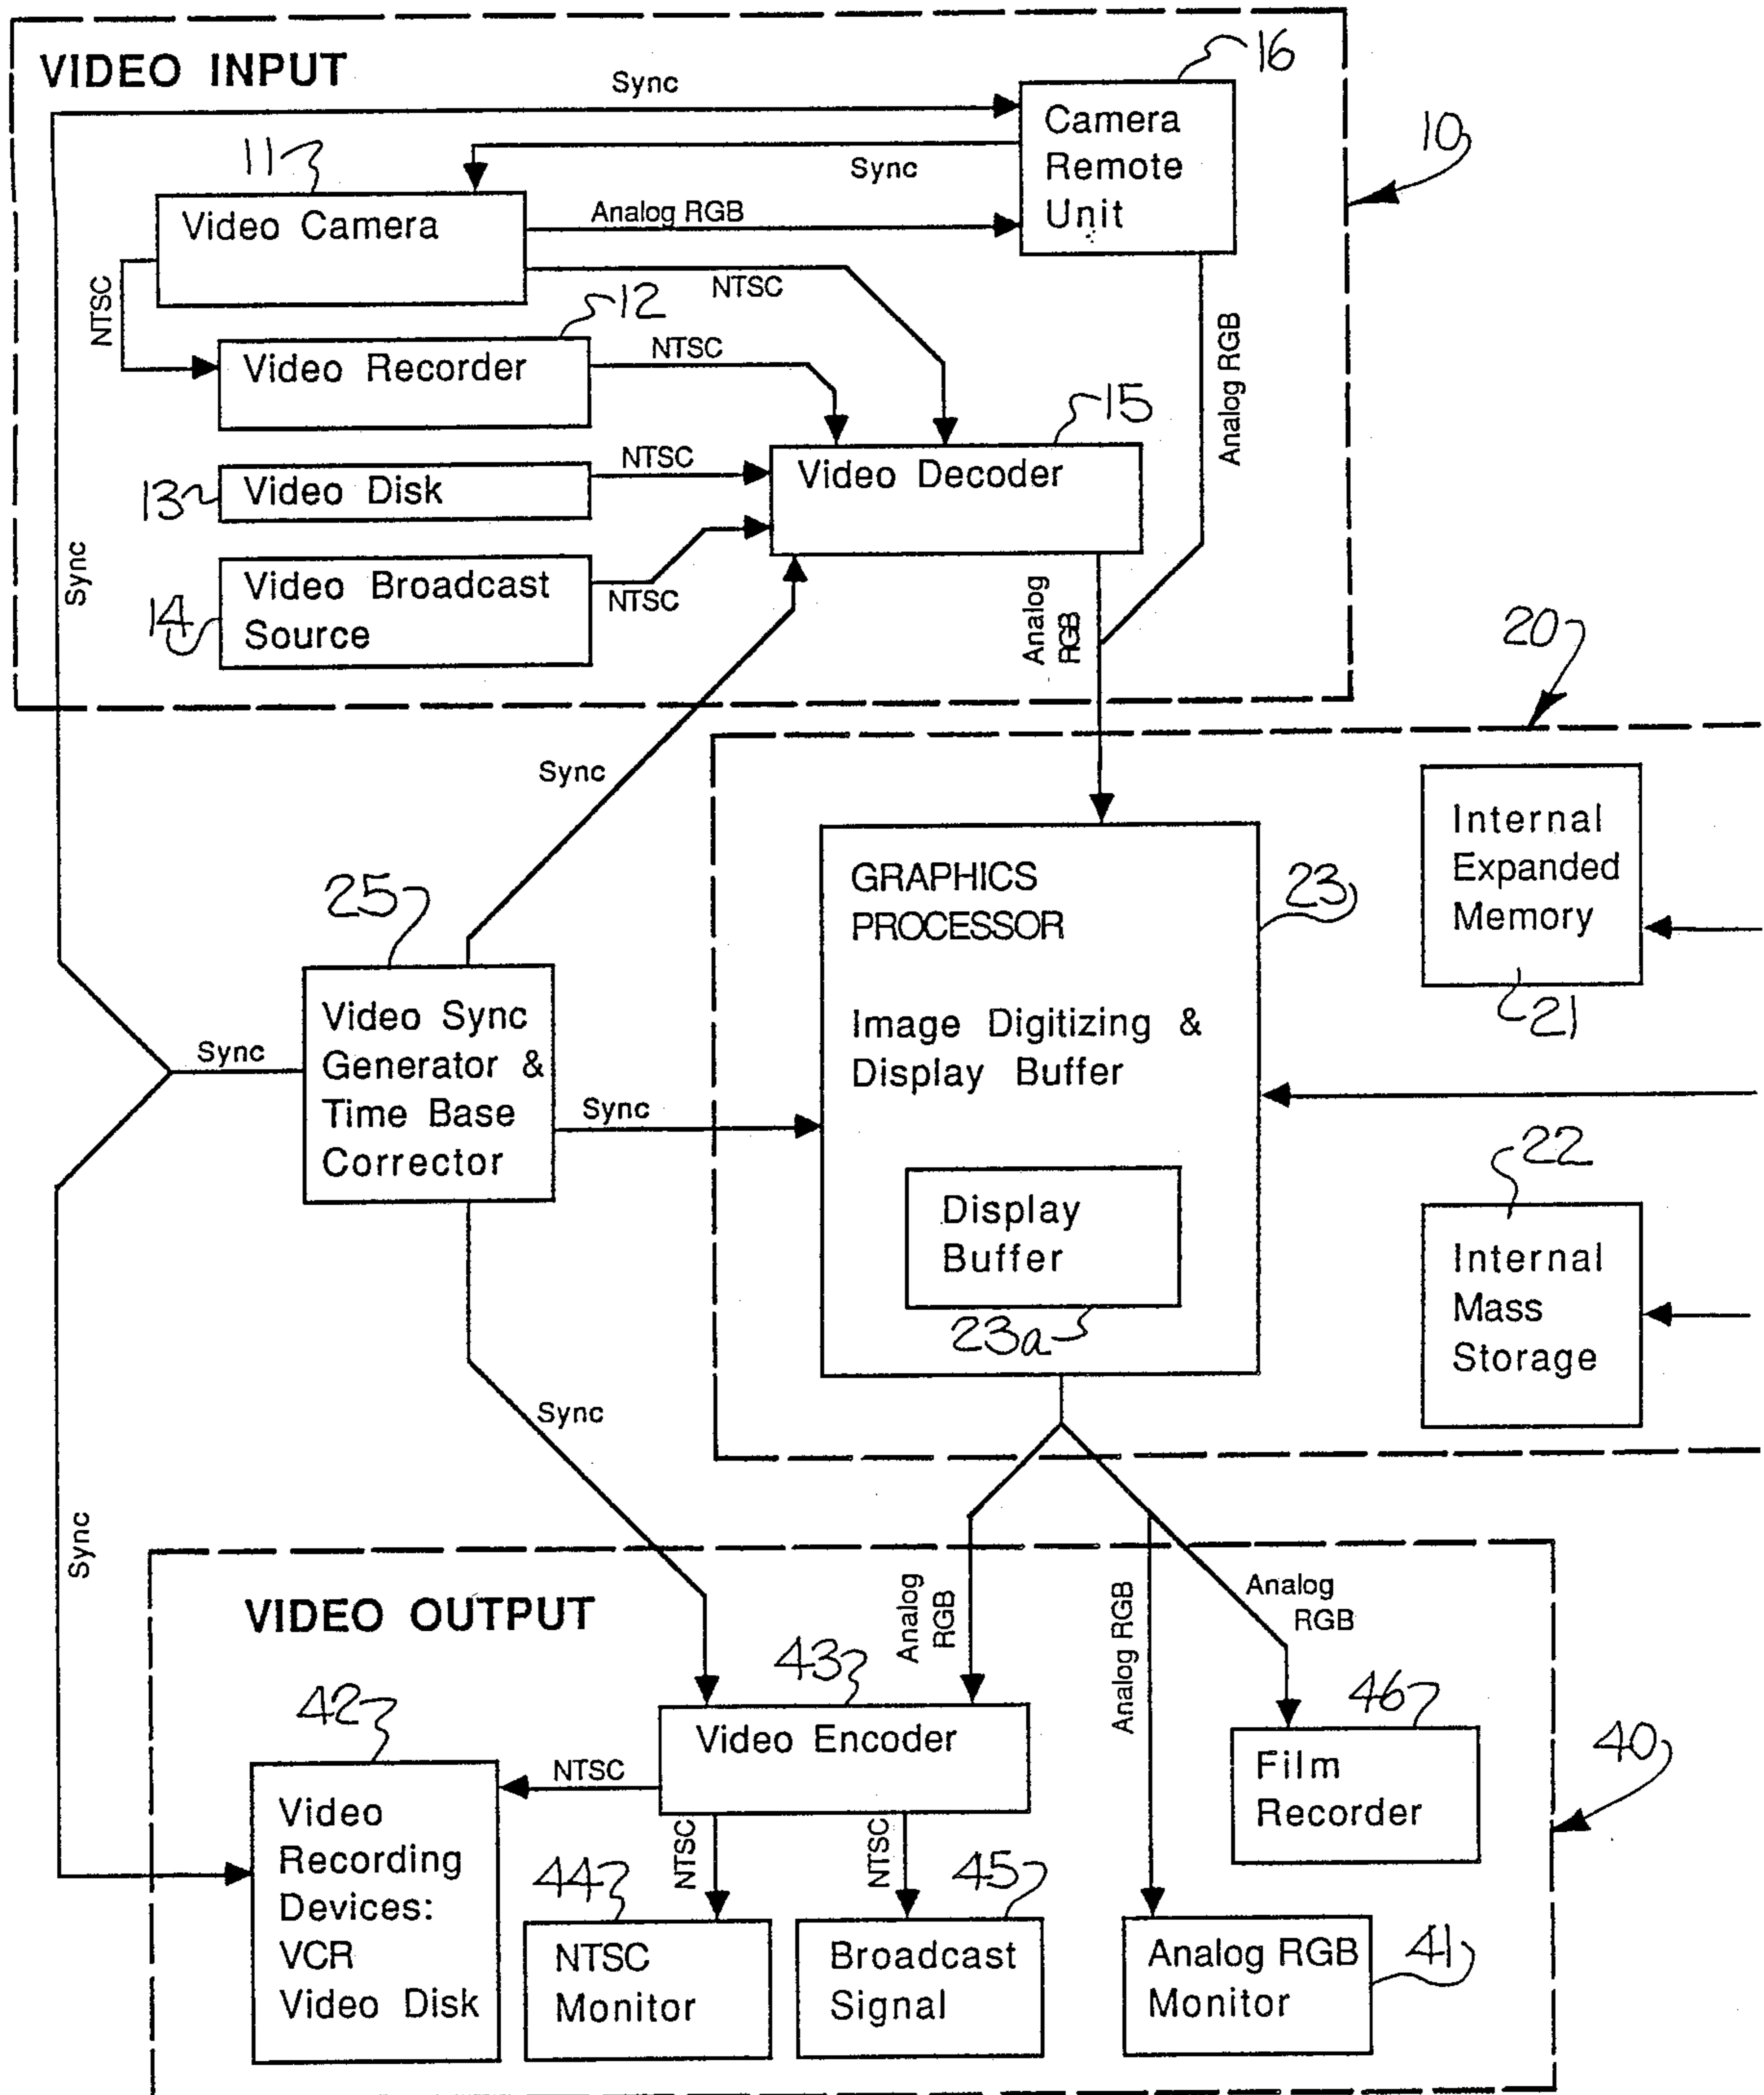 VIDEO INPUT
16
Sync
Camera
Remote
Unit
10
Sync
11
Video Camera
Analog RGB
NTSC
NTSC
12
Video Recorder
NTSC
Analog RGB
15
Video Decoder
13
Video Disk
NTSC
Sync
14
Video Broadcast
Source
NTSC
Analog
RGB
20
Sync
Internal
Expanded
Memory
21
25
GRAPHICS
PROCESSOR
23
Image Digitizing &
Display Buffer
Video Sync
Generator &
Time Base
Corrector
Sync
Sync
22
Display
Buffer
23a
Internal
Mass
Storage
Sync
Sync
VIDEO OUTPUT
Analog
RGB
Analog RGB
Analog
RGB
43
46
42
Video Encoder
Film
Recorder
40
NTSC
Video
Recording
Devices:
VCR
Video Disk
NTSC
NTSC
44
45
NTSC
Monitor
Broadcast
Signal
Analog RGB
Monitor
41